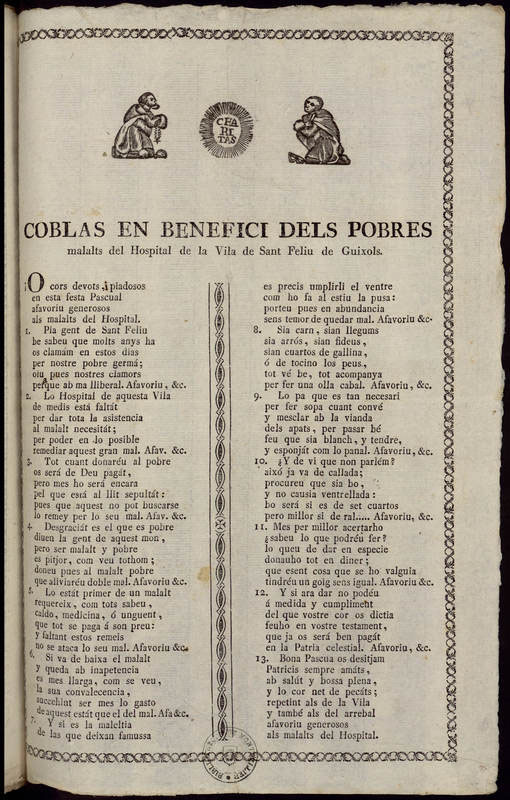 CHA
RI
TAS
COBLAS EN BENEFICI DELS POBRES
malalts del Hospital de la Vila de Sant Feliu de Guixols.
¡O cors devots, ó piadosos
en esta festa Pascual
afavoriu generosos
als malalts del Hospital.
1. Pia gent de Sant Feliu
be sabeu que molts anys ha
os clamám en estos dias
per nostre pobre germá;
oiu pues nostres clamors
perque ab ma lliberal. Afavoriu, &c.
2. Lo Hospital de aquesta Vila
de medis está faltát
per dar tota la asistencia
al malalt necesitát;
per poder en lo posible
remediar aquest gran mal. Afav. &c.
3. Tot cuant donaréu al pobre
os será de Deu pagát,
pero mes ho será encara
pel que está al llit sepultát:
pues que aquest no pot buscarse
lo remey per lo seu mal. Afav. &c.
4. Desgraciát es el que es pobre
diuen la gent de aquest mon,
pero ser malalt y pobre
es pitjor, com veu tothom;
doneu pues al malalt pobre
que aliviaréu doble mal. Afavoriu &c.
5. Lo estát primer de un malalt
requereix, com tots sabeu,
caldo, medicina, ó unguent,
que tot se paga á son preu:
y faltant estos remeis
no se ataca lo seu mal. Afavoriu &c.
6. Si va de baixa el malalt
y queda ab inapetencia
es mes llarga, com se veu,
la sua convalecencia,
succehint ser mes lo gasto
de aquest estát que el del mal. Afa&c.
7. Y si es la maleltia
de las que deixan famussa
es precis umplirli el ventre
com ho fa al estiu la pusa:
porteu pues en abundancia
sens temor de quedar mal. Afavoriu &c.
8. Sia carn, sian llegums
sia arrós, sian fideus,
sian cuartos de gallina,
ó de tocino los peus,
tot vé be, tot acompanya
per fer una olla cabal. Afavoriu, &c.
9. Lo pa que es tan necesari
per fer sopa cuant convé
y mesclar ab la vianda
dels apats, per pasar bé
feu que sia blanch, y tendre,
y esponját com lo panal. Afavoriu, &c.
10. ¿Y de vi que non parlém?
aixó ja va de callada;
procureu que sia bo,
y no causia ventrellada:
bo será si es de set cuartos
pero millor si de ral..... Afavoriu, &c.
11. Mes per millor acertarho
¿sabeu lo que podréu fer?
lo queu de dar en especie
donauho tot en diner;
que esent cosa que se ho valguia
tindréu un goig sens igual. Afavoriu &c.
12. Y si ara dar no podéu
á medida y compliment
del que vostre cor os dictia
feuho en vostre testament,
que ja os será ben pagát
en la Patria celestial. Afavoriu, &c.
13. Bona Pascua os desitjam
Patricis sempre amáts,
ab salút y bossa plena,
y lo cor net de pecáts;
repetint als de la Vila
y també als del arrebal
afavoriu generosos
als malalts del Hospital.